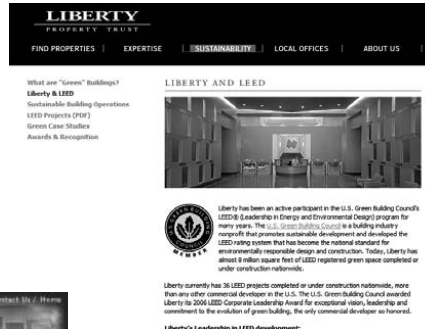 LIBERTY
PROPERTY TRUST
FIND PROPERTIES | EXPERTISE | SUSTAINABILITY | LOCAL OFFICES | ABOUT US
What are "Green" Buildings?
Liberty & LEED
Sustainable Building Operations
LEED Projects (PDF)
Green Case Studies
Awards & Recognition
LIBERTY AND LEED
Liberty has been an active participant in the U.S. Green Building Council's
LEED® (Leadership in Energy and Environmental Design) program for
many years. The U.S. Green Building Council is a building industry
nonprofit that promotes sustainable development and developed the
LEED rating system that has become the national standard for
environmentally responsible design and construction. Today, Liberty has
almost 8 million square feet of LEED registered green space completed or
under construction nationwide.
MEMBER
Liberty currently has 36 LEED projects completed or under construction nationwide, more
than any other commercial developer in the U.S. The U.S. Green Building Council awarded
Liberty its 2006 LEED Corporate Leadership Award for exceptional vision, leadership and
commitment to the evolution of green building, the only commercial developer so honored.
Liberty's Leadership in LEED development:
Contact Us / Home